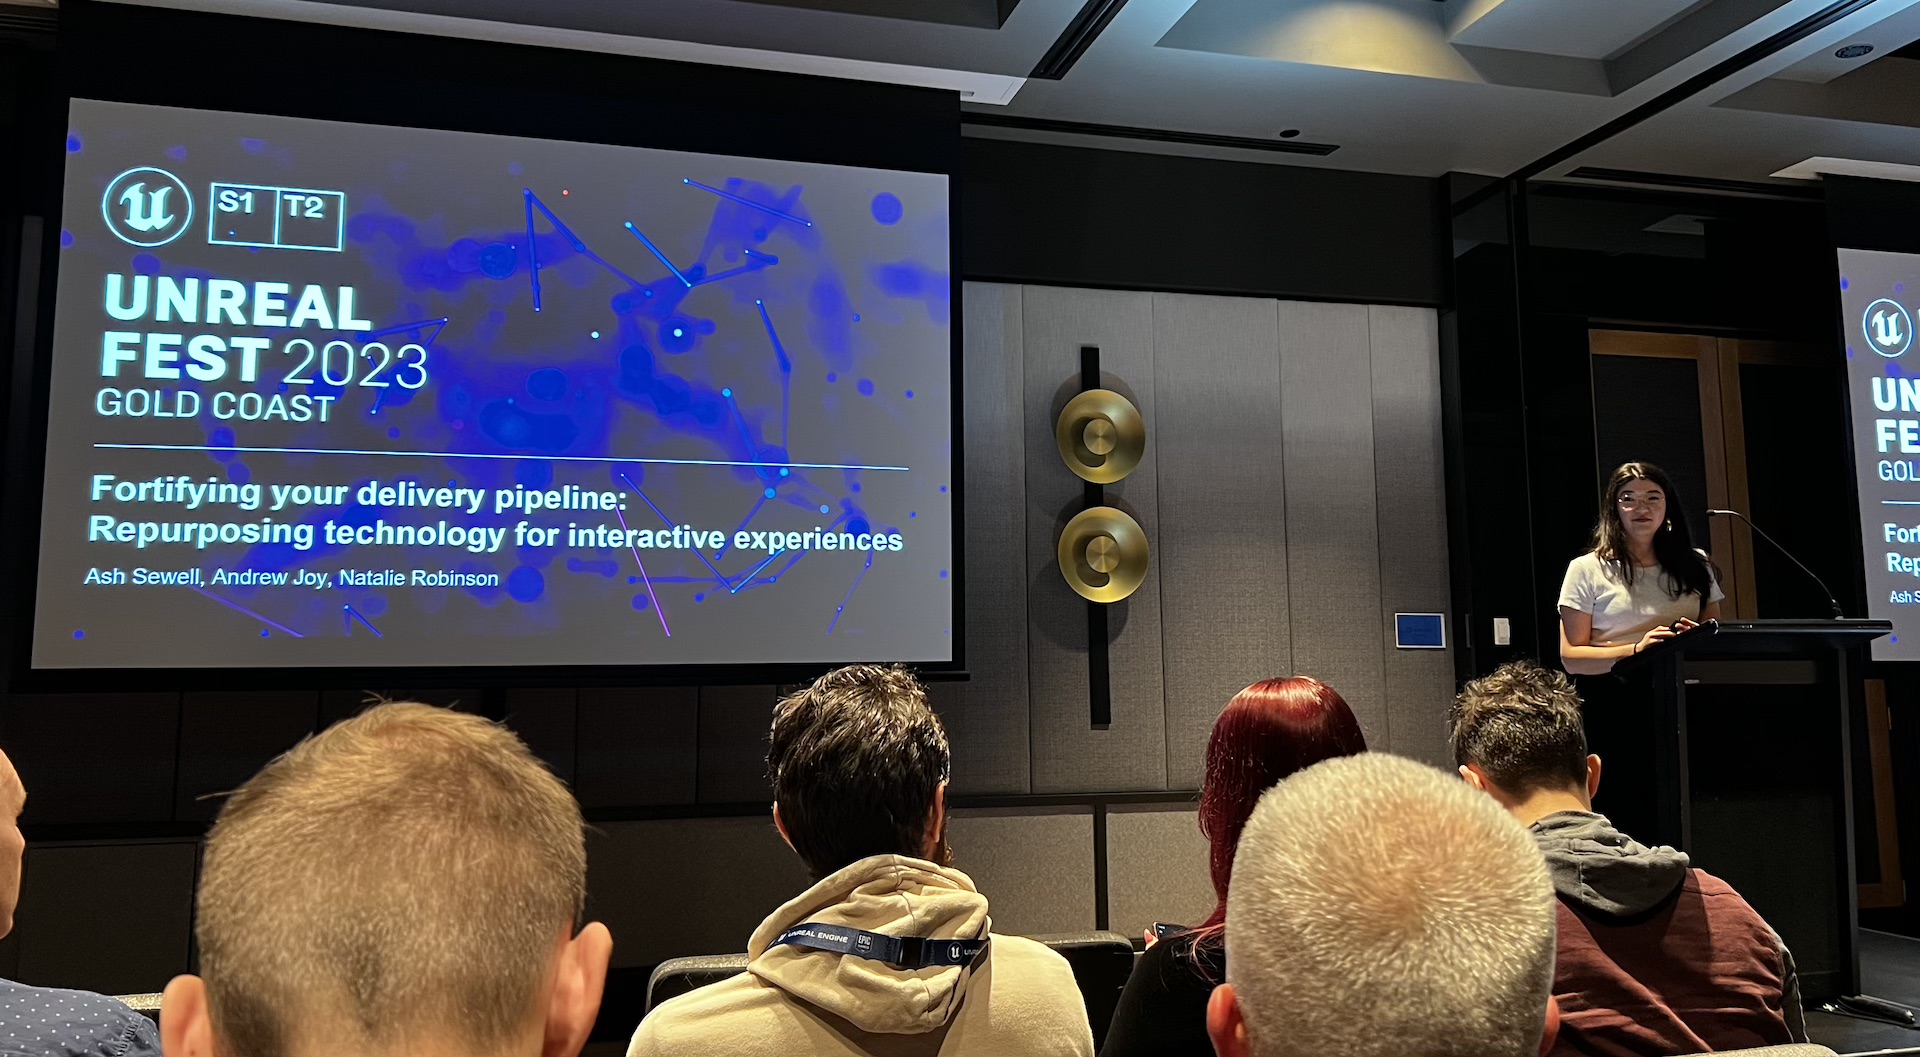 S1 T2
UNREAL
FEST 2023
GOLD COAST
Fortifying your delivery pipeline:
Repurposing technology for interactive experiences
Ash Sewell, Andrew Joy, Natalie Robinson
UN
FE
GOL
Fort
Rep
Ash S
UNREAL ENGINE
EPIC